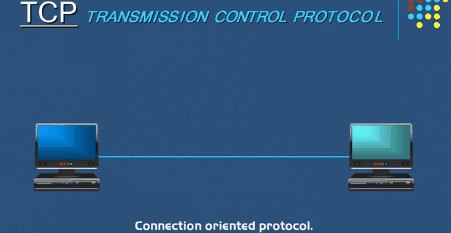 TCP TRANSMISSION CONTROL PROTOCOL
Connection oriented protocol.